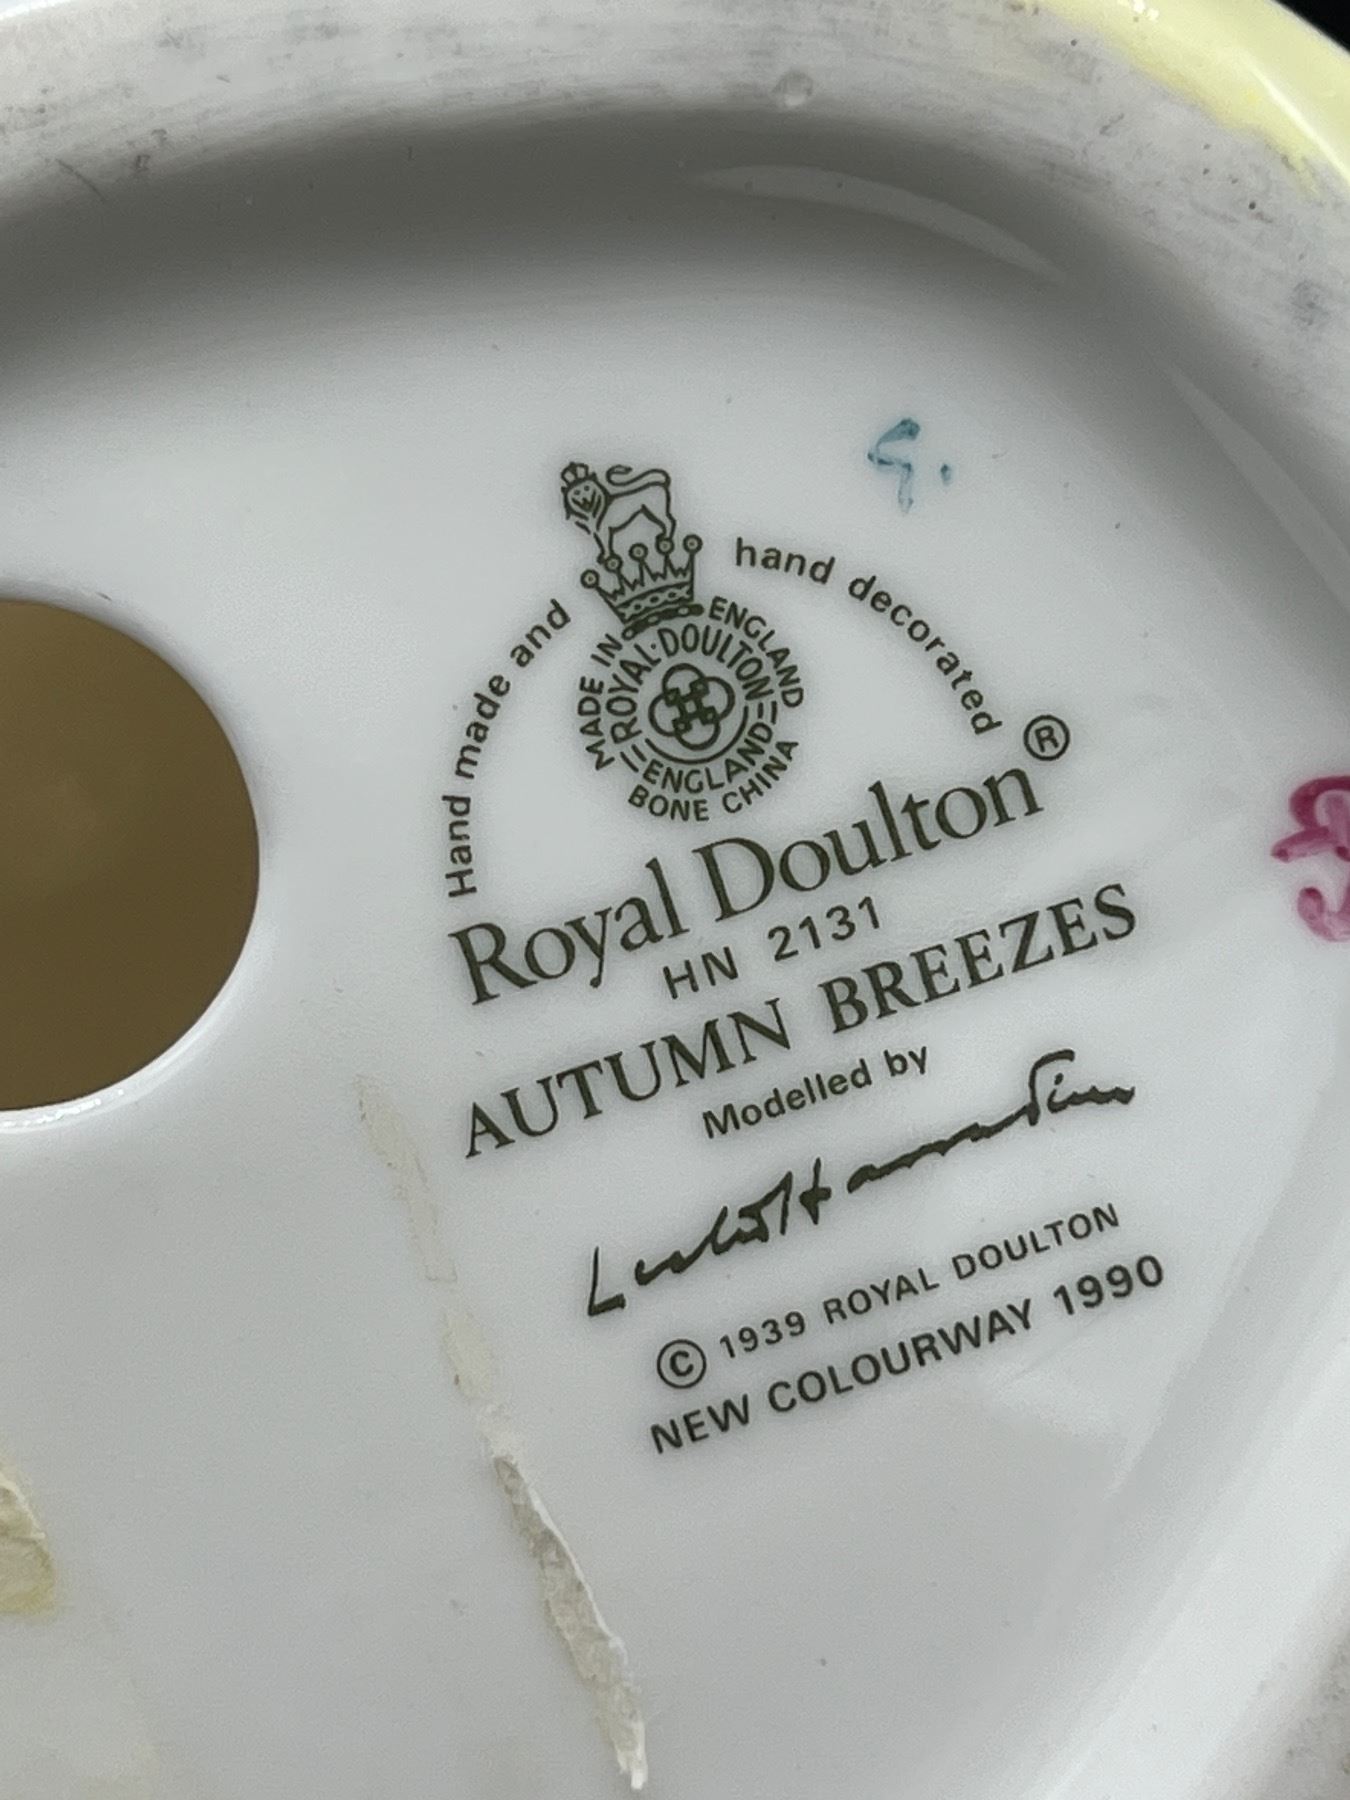 G.
Hand made and hand decorated
MADE IN ENGLAND
ROYAL·DOULTON
ENGLAND
BONE CHINA
Royal Doulton®
HN 2131
AUTUMN BREEZES
Modelled by
© 1939 ROYAL DOULTON
NEW COLOURWAY 1990